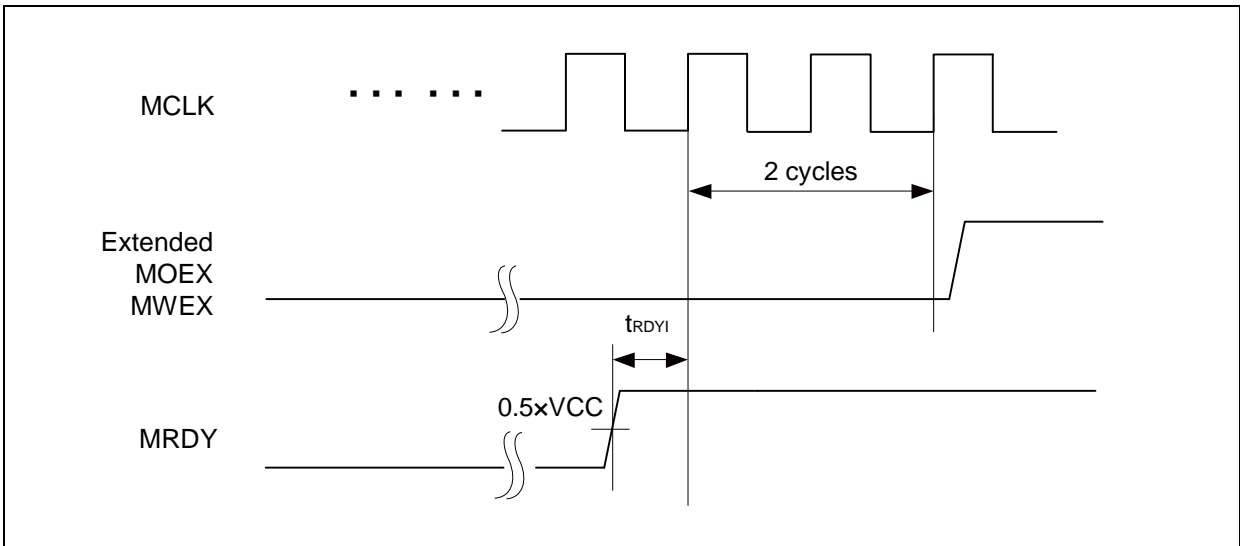 MCLK
... ...
2 cycles
Extended
MOEX
MWEX
tRDYI
0.5×VCC
MRDY